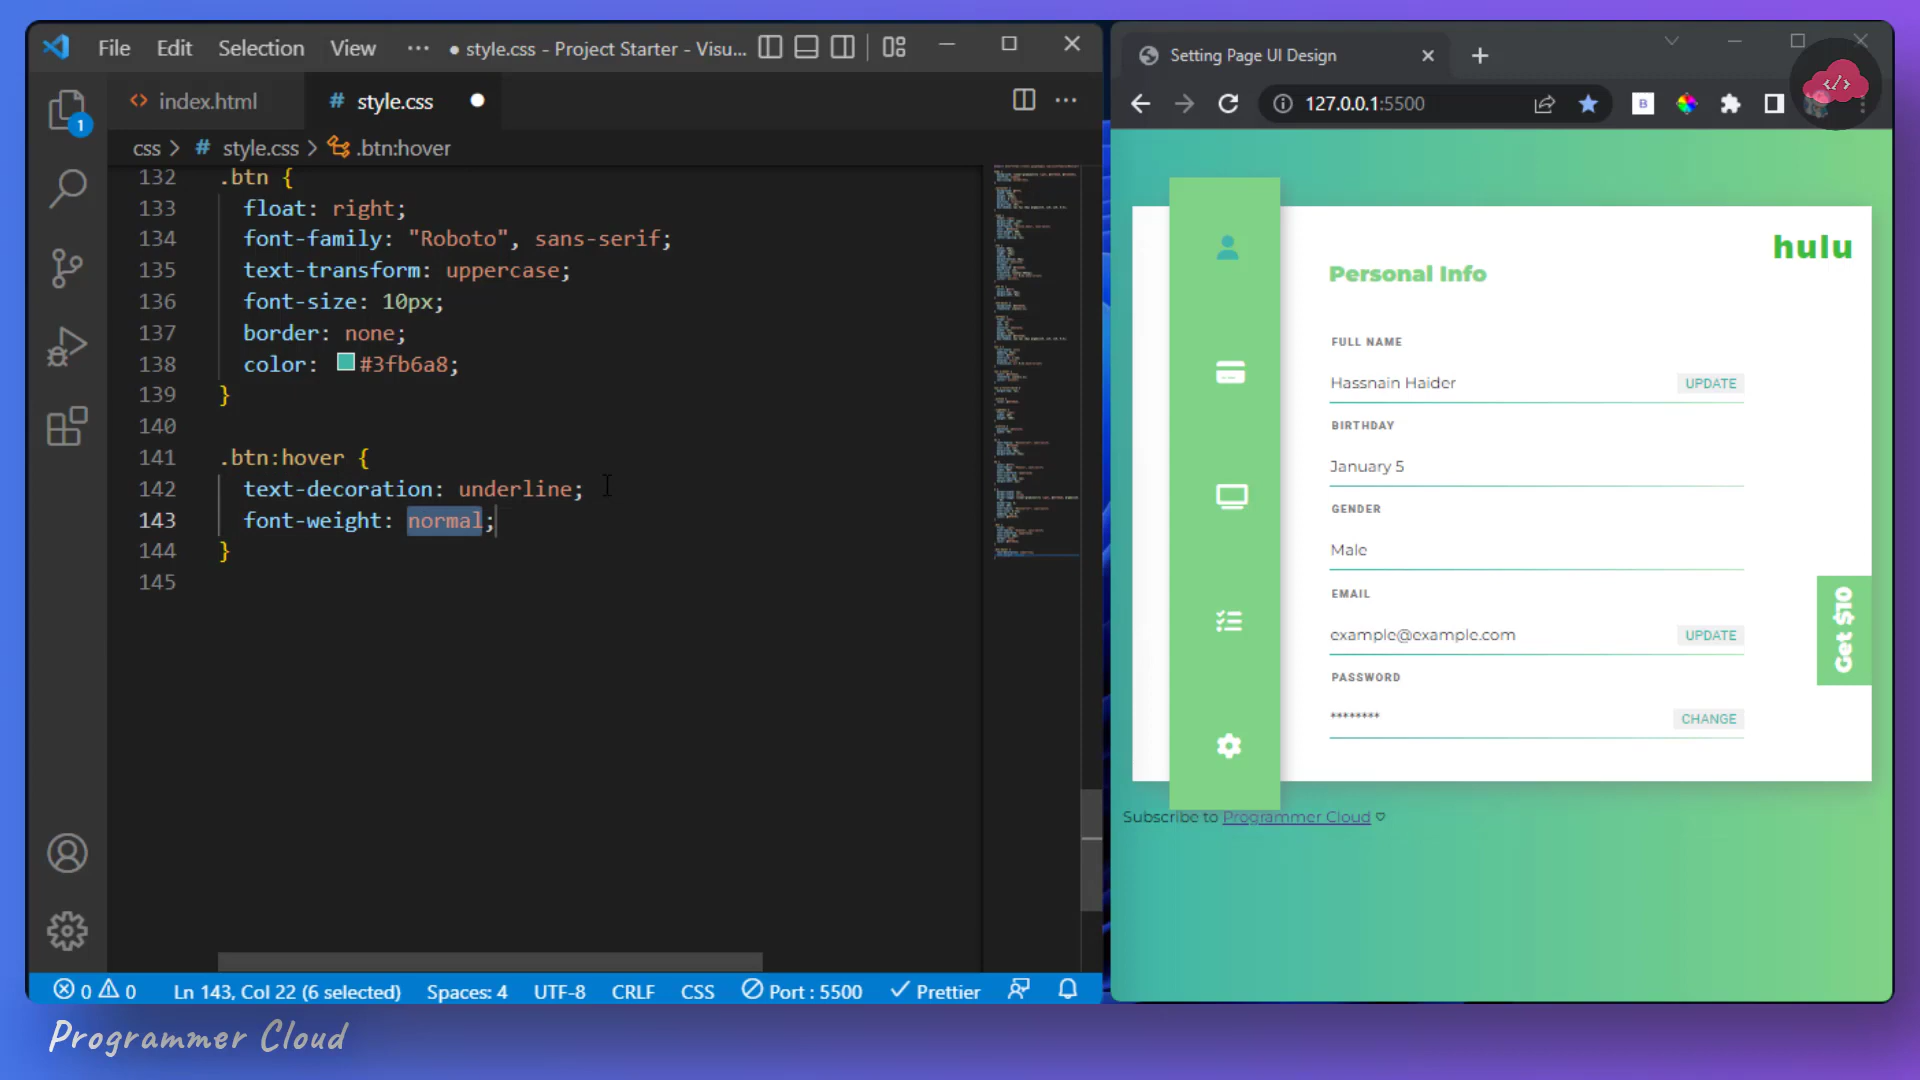 File Edit Selection View ··· ● style.css - Project Starter - Visu...
index.html
# style.css
css > # style.css > .btn:hover
1
132 .btn {
133 float: right;
134 font-family: "Roboto", sans-serif;
135 text-transform: uppercase;
136 font-size: 10px;
137 border: none;
138 color: #3fb6a8;
139 }
140
141 .btn:hover {
142 text-decoration: underline;
143 font-weight: normal;
144 }
145
0 0 Ln 143, Col 22 (6 selected) Spaces: 4 UTF-8 CRLF CSS Port : 5500 Prettier
Setting Page UI Design
127.0.0.1:5500
B
</>
hulu
Personal Info
FULL NAME
Hassnain Haider UPDATE
BIRTHDAY
January 5
GENDER
Male
EMAIL
example@example.com UPDATE
PASSWORD
******** CHANGE
Get $10
Subscribe to Programmer Cloud ♡
Programmer Cloud